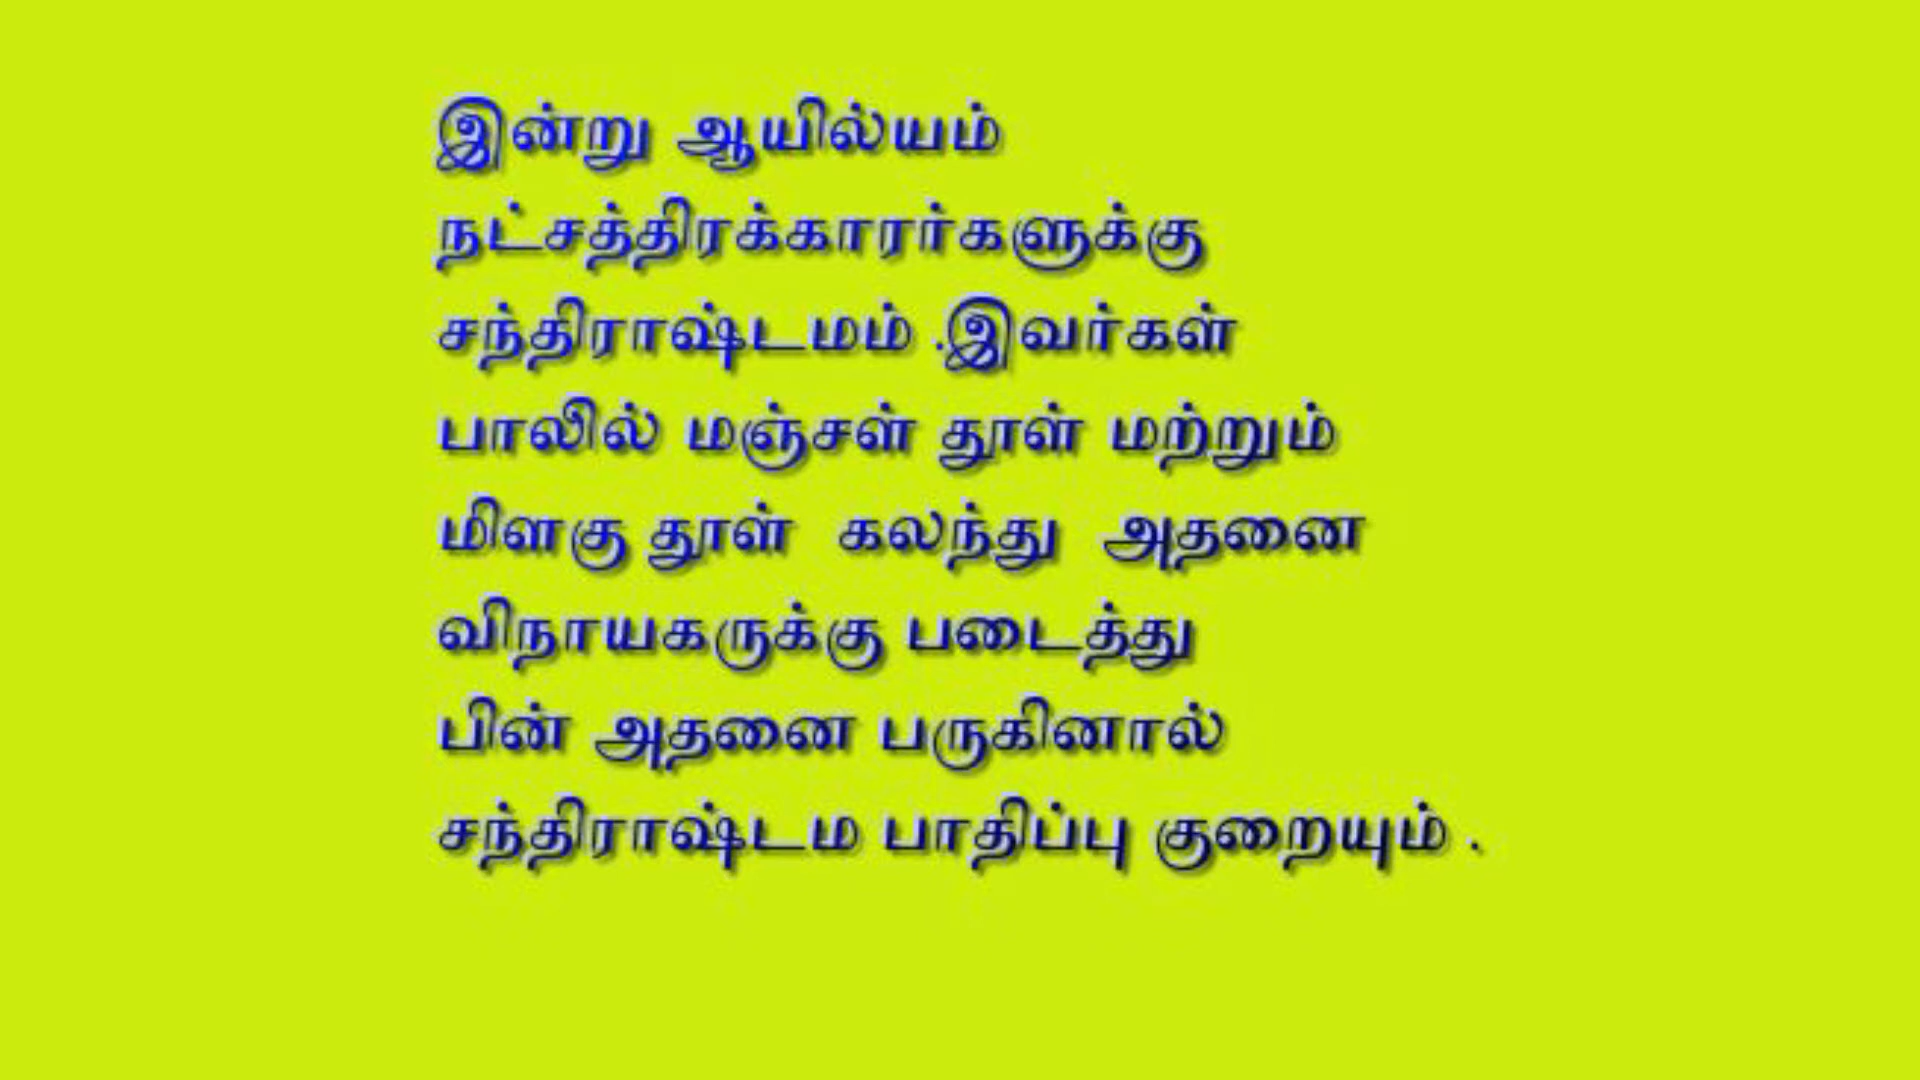 இன்று ஆயில்யம்
நட்சத்திரக்காரர்களுக்கு
சந்திராஷ்டமம் .இவர்கள்
பாலில் மஞ்சள் தூள் மற்றும்
மிளகு தூள் கலந்து அதனை
விநாயகருக்கு படைத்து
பின் அதனை பருகினால்
சந்திராஷ்டம பாதிப்பு குறையும் .